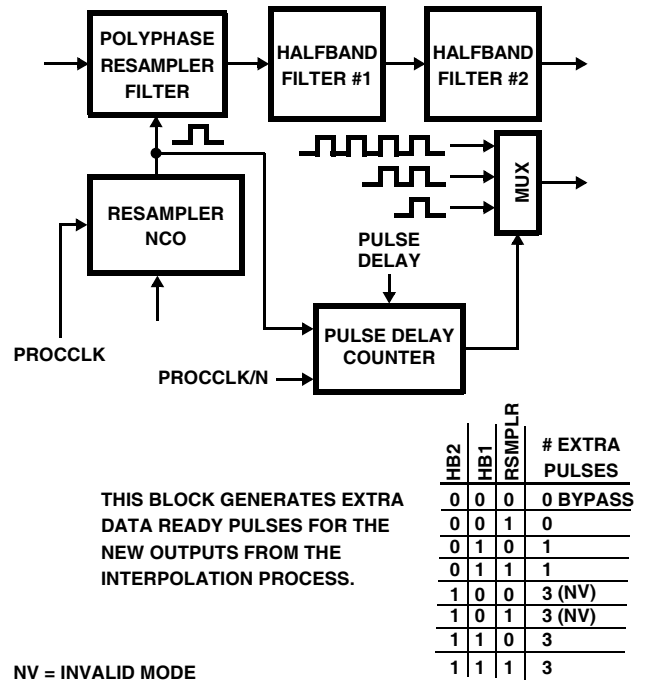 POLYPHASE
RESAMPLER
FILTER
HALFBAND
FILTER #1
HALFBAND
FILTER #2
MUX
RESAMPLER
NCO
PULSE
DELAY
PULSE DELAY
COUNTER
PROCCLK
PROCCLK/N
THIS BLOCK GENERATES EXTRA
DATA READY PULSES FOR THE
NEW OUTPUTS FROM THE
INTERPOLATION PROCESS.
HB2 HB1 RSMPLR # EXTRA PULSES
0 0 0 0 BYPASS
0 0 1 0
0 1 0 1
0 1 1 1
1 0 0 3 (NV)
1 0 1 3 (NV)
1 1 0 3
1 1 1 3
NV = INVALID MODE